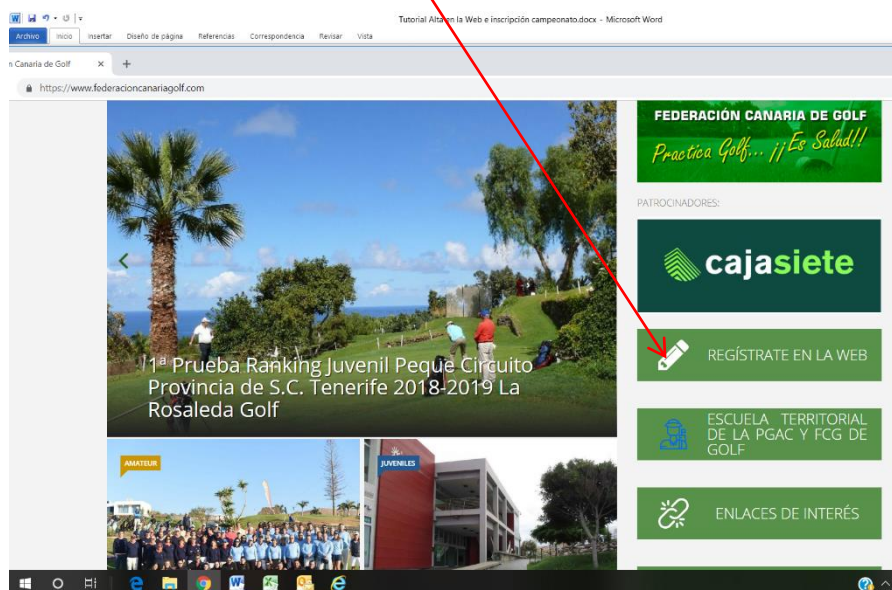 Tutorial Alta en la Web e inscripción campeonato.docx - Microsoft Word
Archivo Inicio Insertar Diseño de página Referencias Correspondencia Revisar Vista
n Canaria de Golf
https://www.federacioncanariagolf.com
FEDERACIÓN CANARIA DE GOLF
Practica Golf... ¡¡Es Salud!!
PATROCINADORES:
cajasiete
REGÍSTRATE EN LA WEB
1ª Prueba Ranking Juvenil Peque Circuito
Provincia de S.C. Tenerife 2018-2019 La
Rosaleda Golf
ESCUELA TERRITORIAL
DE LA PGAC Y FCG DE
GOLF
AMATEUR
JUVENILES
ENLACES DE INTERÉS